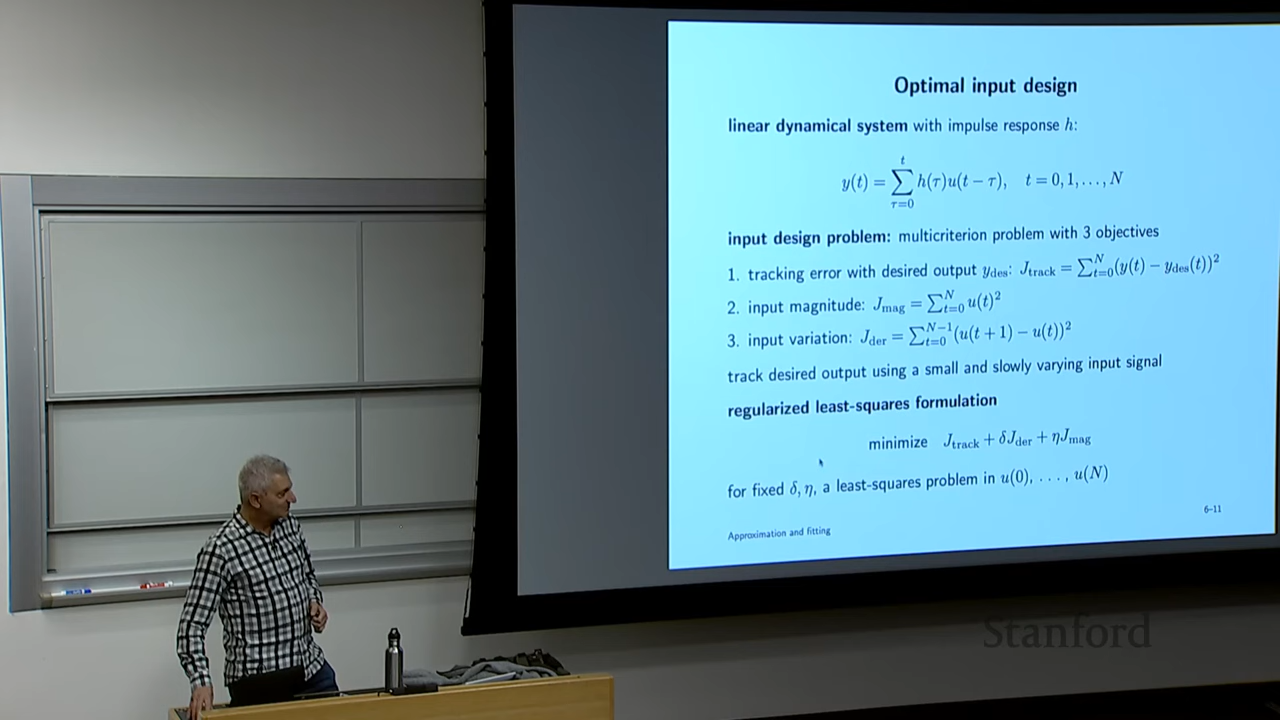 Optimal input design
linear dynamical system with impulse response h:
y(t) = ∑_{τ=0}^{t} h(τ)u(t − τ), t = 0, 1, . . . , N
input design problem: multicriterion problem with 3 objectives
1. tracking error with desired output y_des: J_track = ∑_{t=0}^{N} (y(t) − y_des(t))²
2. input magnitude: J_mag = ∑_{t=0}^{N} u(t)²
3. input variation: J_der = ∑_{t=0}^{N−1} (u(t + 1) − u(t))²
track desired output using a small and slowly varying input signal
regularized least-squares formulation
minimize J_track + δJ_der + ηJ_mag
for fixed δ, η, a least-squares problem in u(0), . . . , u(N)
Approximation and fitting 6–11
Stanford